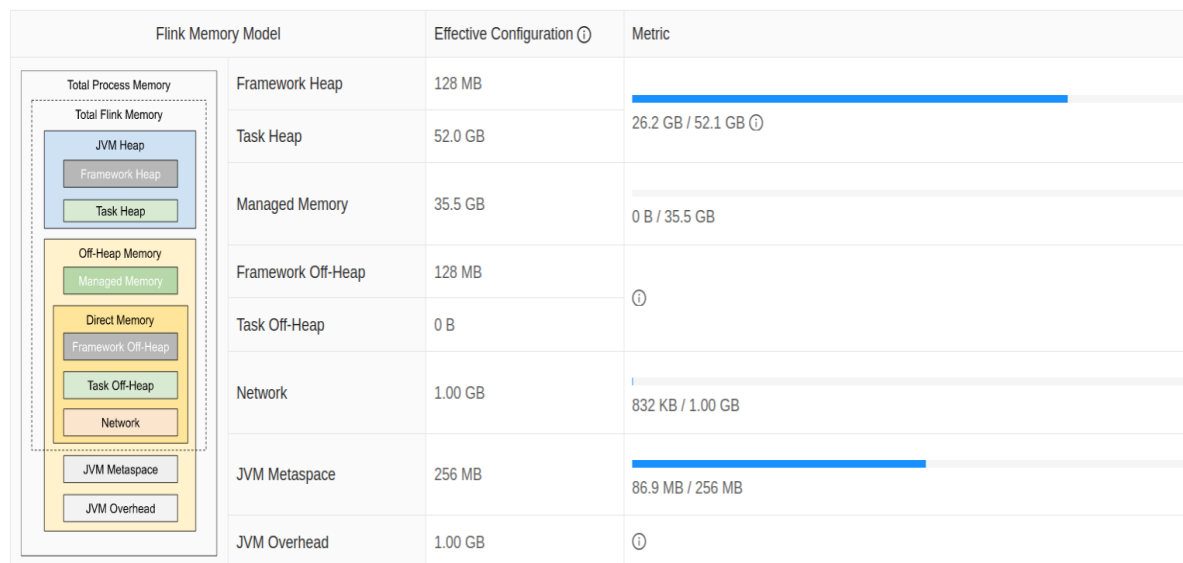 Flink Memory Model
Effective Configuration
Metric
Total Process Memory
Total Flink Memory
JVM Heap
Framework Heap
Task Heap
Off-Heap Memory
Managed Memory
Direct Memory
Framework Off-Heap
Task Off-Heap
Network
JVM Metaspace
JVM Overhead
Framework Heap
128 MB
26.2 GB / 52.1 GB
Task Heap
52.0 GB
Managed Memory
35.5 GB
0 B / 35.5 GB
Framework Off-Heap
128 MB
Task Off-Heap
0 B
Network
1.00 GB
832 KB / 1.00 GB
JVM Metaspace
256 MB
86.9 MB / 256 MB
JVM Overhead
1.00 GB